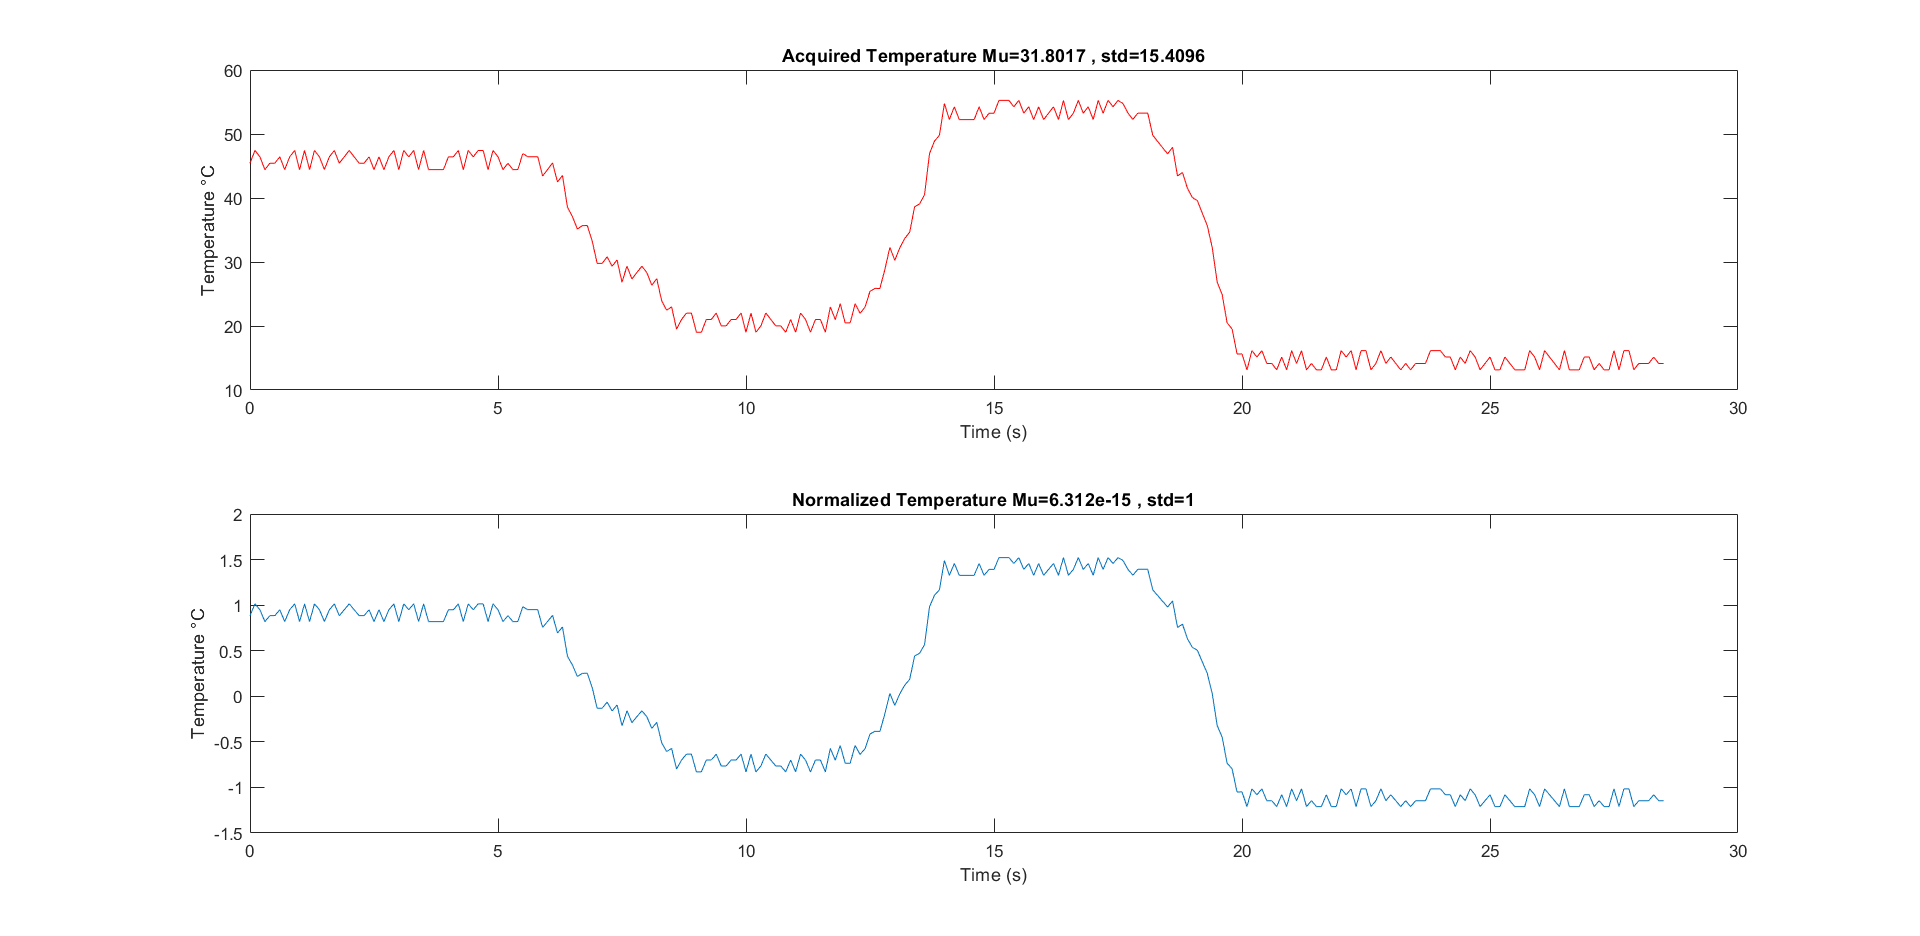 Acquired Temperature Mu=31.8017 , std=15.4096
60
50
40
30
20
10
Temperature °C
0 5 10 15 20 25 30
Time (s)
Normalized Temperature Mu=6.312e-15 , std=1
2
1.5
1
0.5
0
-0.5
-1
-1.5
Temperature °C
0 5 10 15 20 25 30
Time (s)